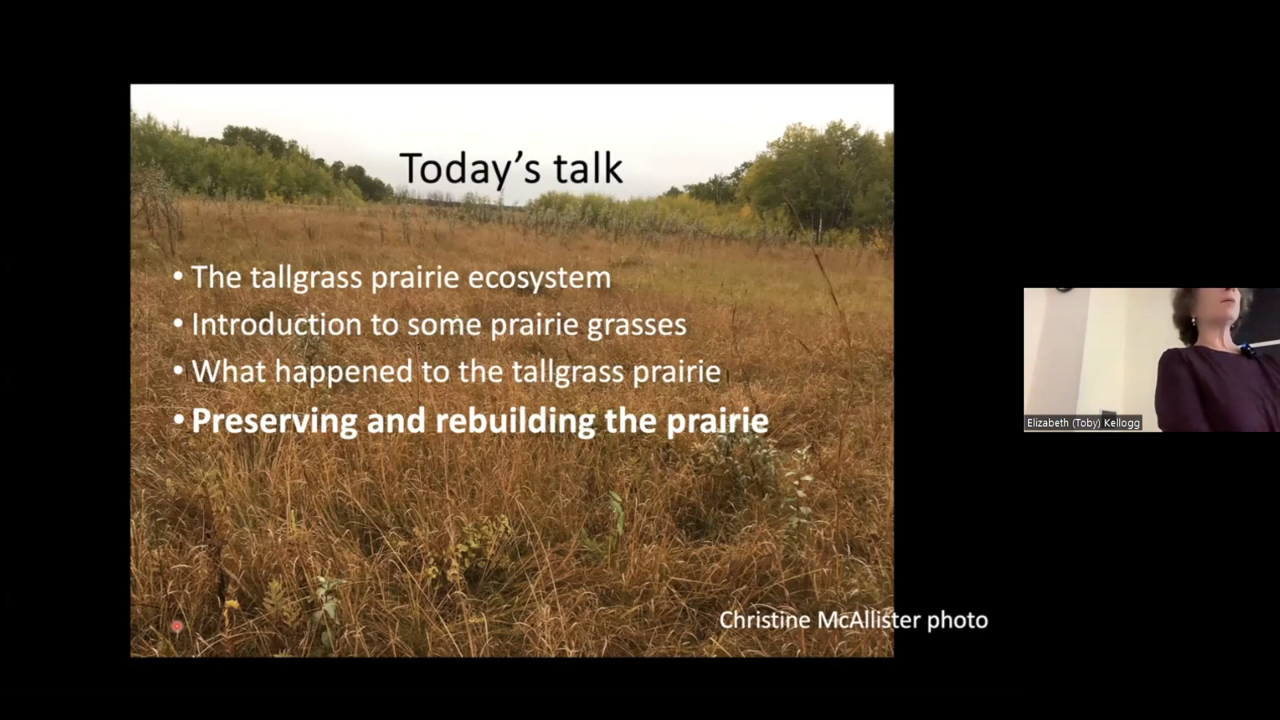 Today’s talk
• The tallgrass prairie ecosystem
• Introduction to some prairie grasses
• What happened to the tallgrass prairie
• Preserving and rebuilding the prairie
Christine McAllister photo
Elizabeth (Toby) Kellogg